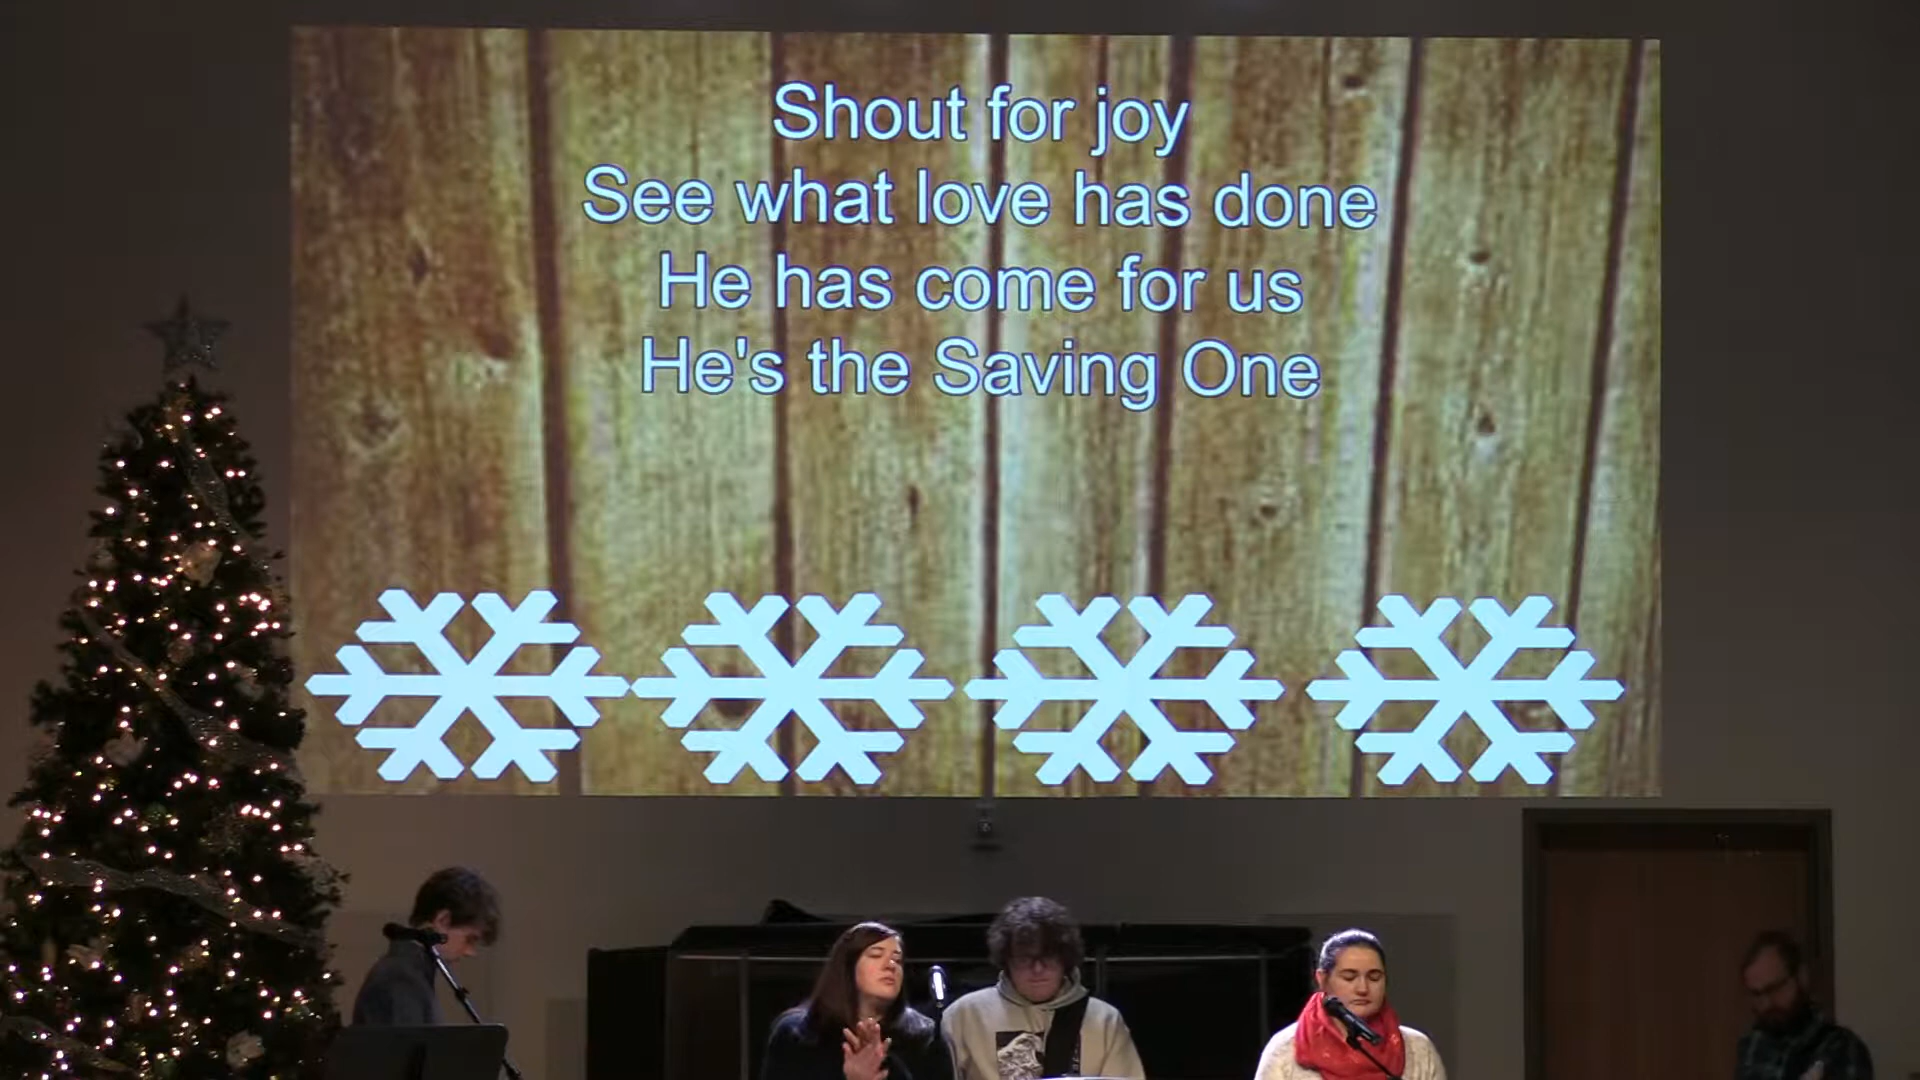 Shout for joy
See what love has done
He has come for us
He's the Saving One